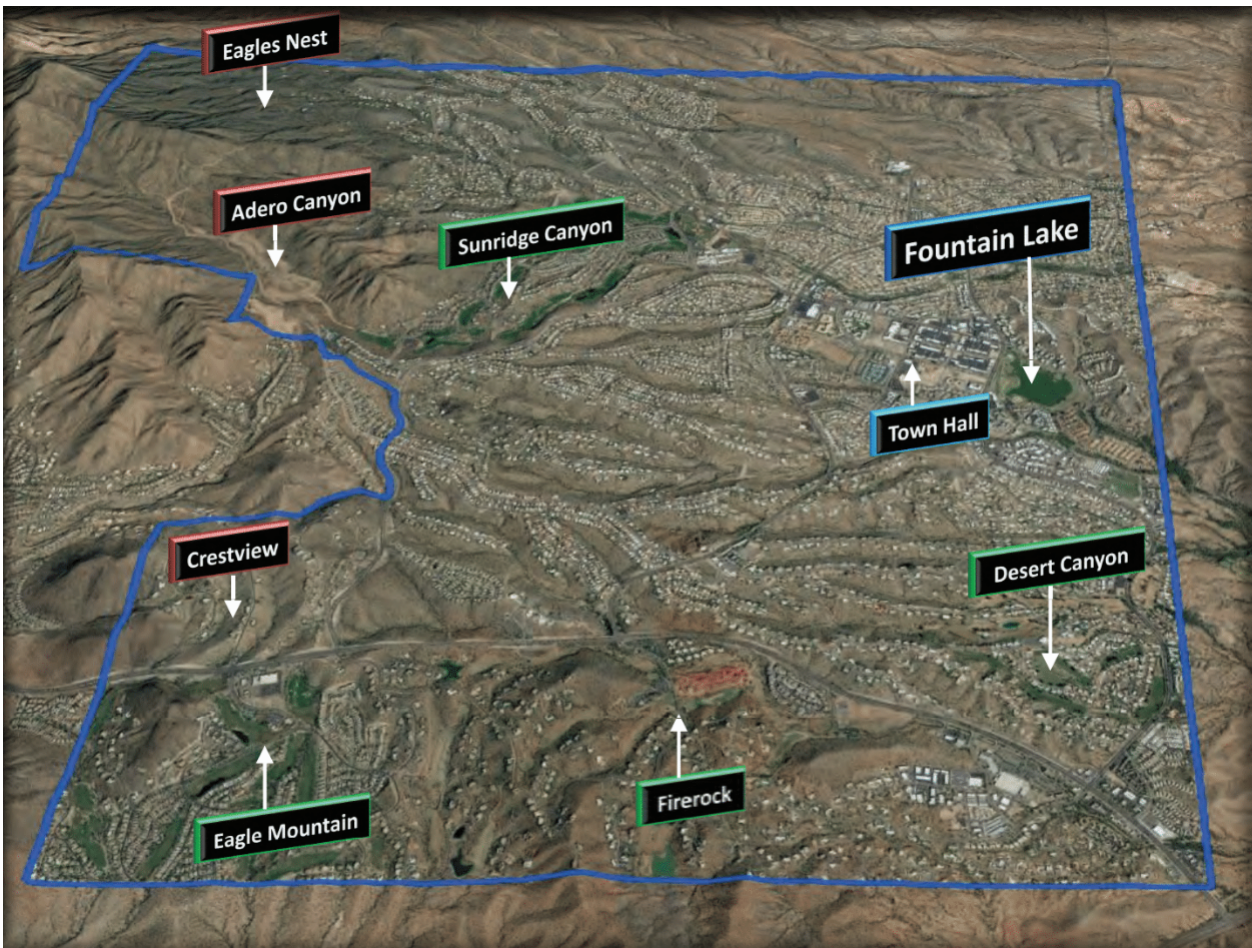 Eagles Nest
Adero Canyon
Sunridge Canyon
Fountain Lake
Town Hall
Crestview
Desert Canyon
Firerock
Eagle Mountain